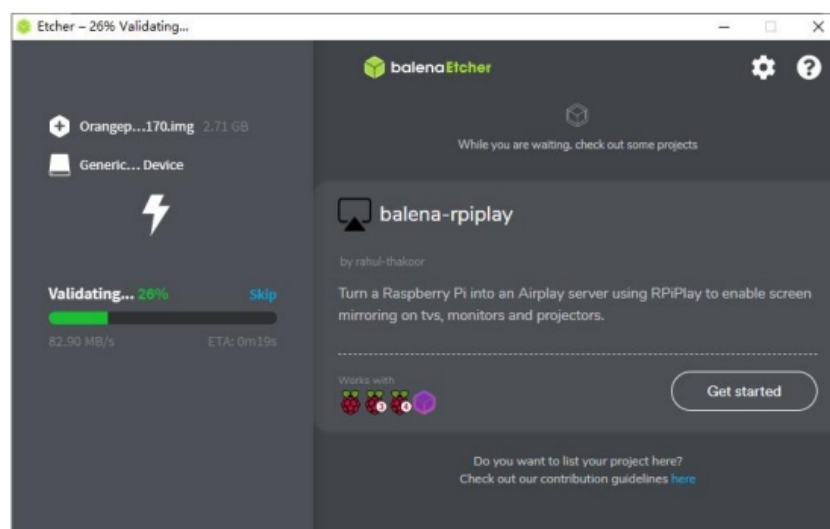 Etcher – 26% Validating...
balenaEtcher
Orangep...170.img 2.71 GB
Generic... Device
Validating... 26% Skip
82.90 MB/s ETA: 0m19s
While you are waiting, check out some projects
balena-rpiplay
by rahul-thakoor
Turn a Raspberry Pi into an Airplay server using RPiPlay to enable screen
mirroring on tvs, monitors and projectors.
Works with
3 4
Get started
Do you want to list your project here?
Check out our contribution guidelines here